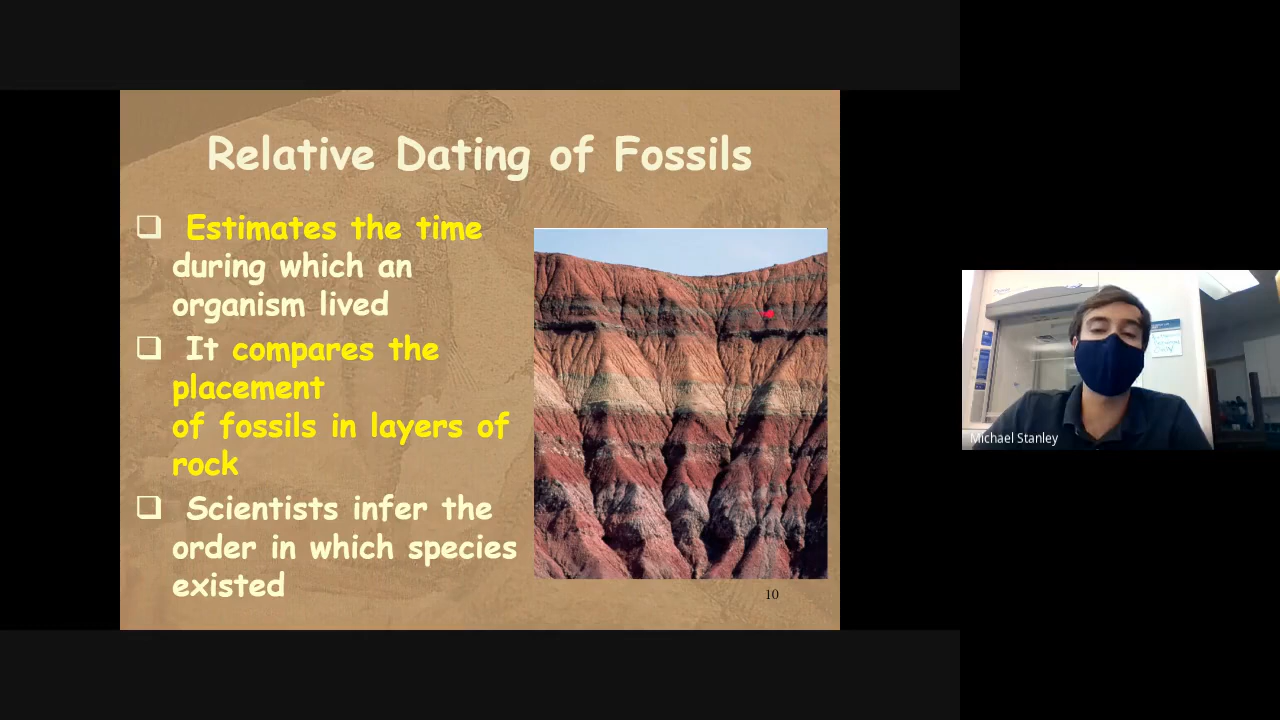 Relative Dating of Fossils
❑ Estimates the time
during which an
organism lived
❑ It compares the
placement
of fossils in layers of
rock
❑ Scientists infer the
order in which species
existed
10
Michael Stanley